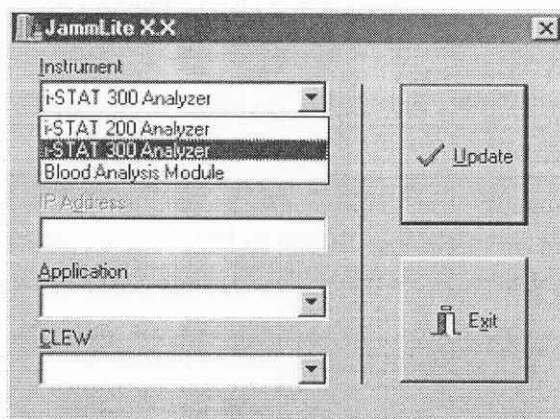 JammLite X.X
Instrument
i-STAT 300 Analyzer
i-STAT 200 Analyzer
i-STAT 300 Analyzer
Blood Analysis Module
IP Address
Application
CLEW
Update
Exit